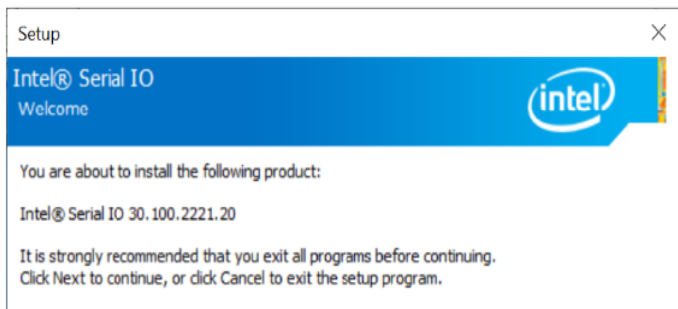 Setup
Intel® Serial IO
Welcome
intel
You are about to install the following product:
Intel® Serial IO 30.100.2221.20
It is strongly recommended that you exit all programs before continuing.
Click Next to continue, or click Cancel to exit the setup program.